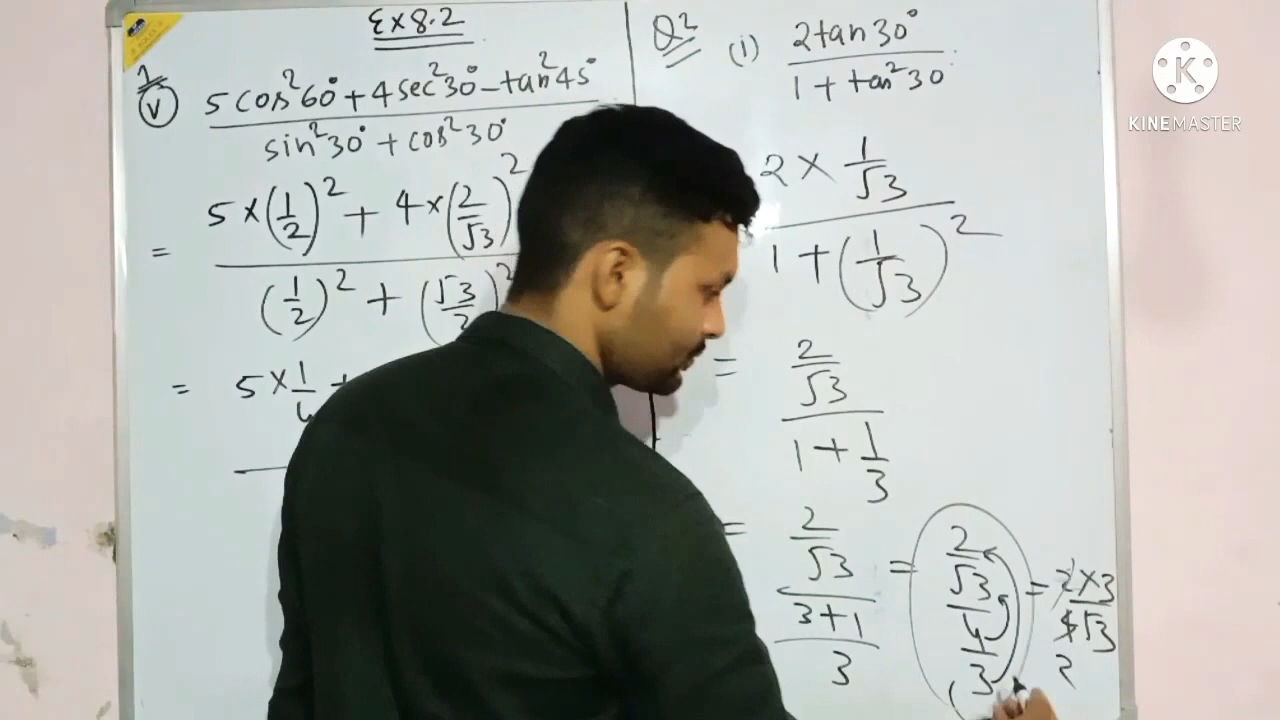 Ex 8.2
1
(v) 5cos²60°+4sec²30°-tan²45°
sin²30° + cos²30°
= 5×(1/2)² + 4×(2/√3)²
(1/2)² + (√3/2)²
= 5×1/4 +
Q2 (i) 2tan30°
1+tan²30
2×1/√3
1+(1/√3)²
= 2/√3
1+1/3
= 2/√3
3+1
3
= 2/√3
4
3
= 2×3
4√3
2
K
KINEMASTER